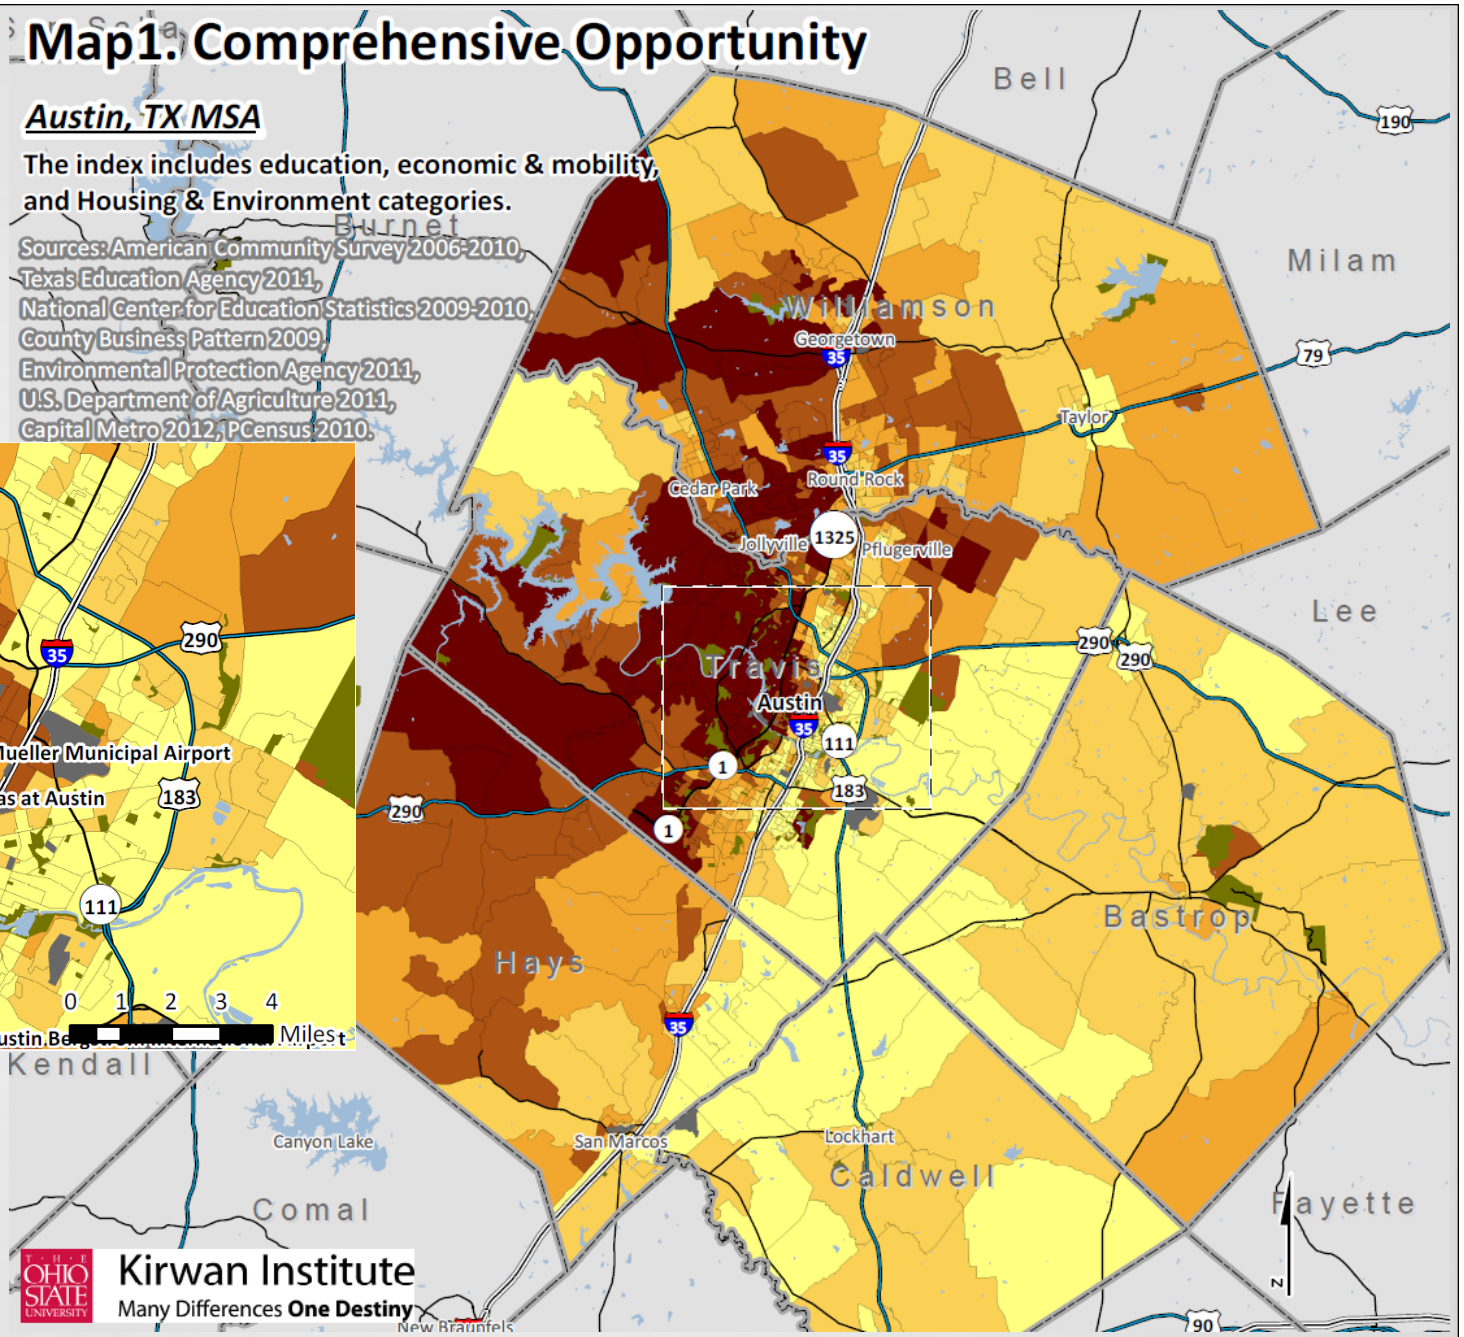 Map1. Comprehensive Opportunity
Austin, TX MSA
The index includes education, economic & mobility,
and Housing & Environment categories.
Sources: American Community Survey 2006-2010,
Texas Education Agency 2011,
National Center for Education Statistics 2009-2010,
County Business Pattern 2009,
Environmental Protection Agency 2011,
U.S. Department of Agriculture 2011,
Capital Metro 2012, PCensus 2010.
Burnet
Bell
190
Milam
Williamson
Georgetown
35
79
Taylor
35
Round Rock
Cedar Park
1325
Jollyville
Pflugerville
Lee
290
290
Travis
Austin
35
111
1
183
290
1
35
290
Mueller Municipal Airport
as at Austin
183
111
0 1 2 3 4
Miles
Kendall
Hays
Bastrop
35
San Marcos
Lockhart
Caldwell
Canyon Lake
Comal
Fayette
N
THE
OHIO
STATE
UNIVERSITY
Kirwan Institute
Many Differences One Destiny
New Braunfels
90